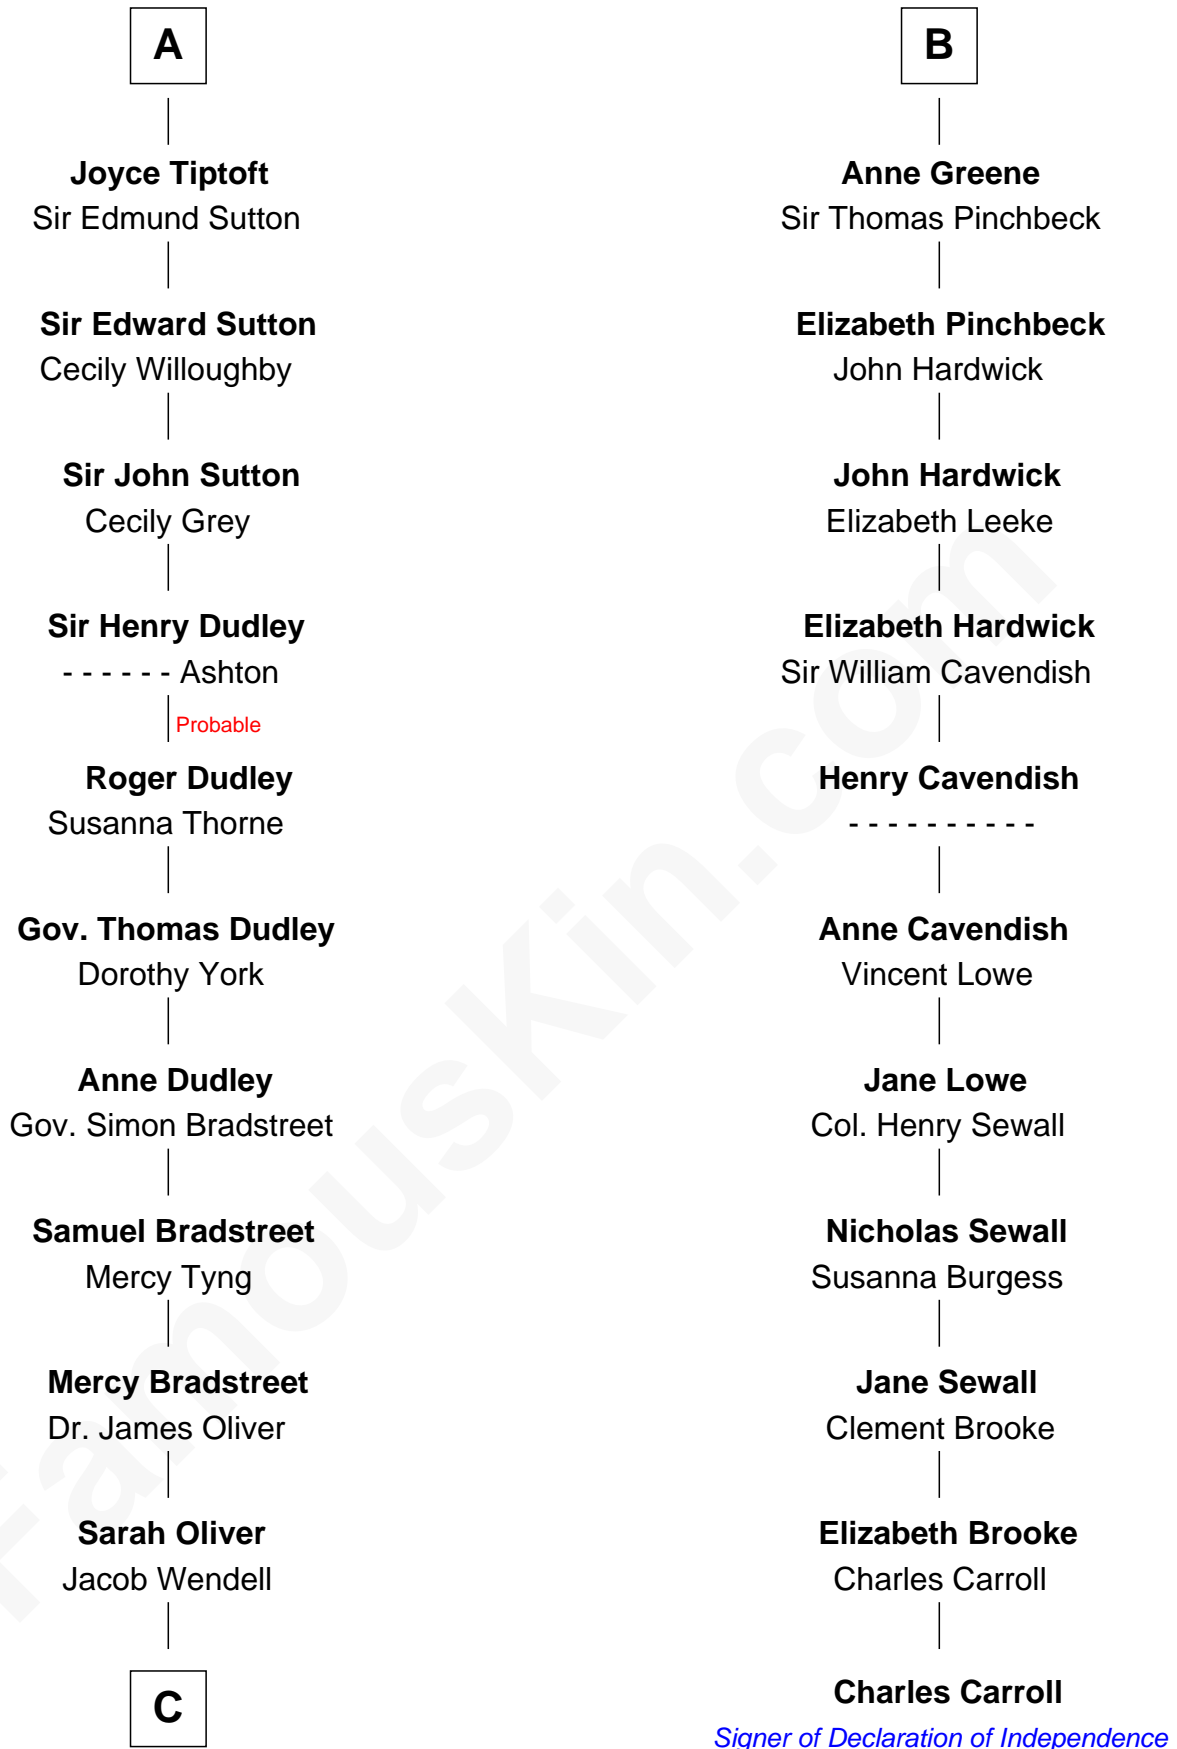 A
Joyce Tiptoft
Sir Edmund Sutton
Sir Edward Sutton
Cecily Willoughby
Sir John Sutton
Cecily Grey
Sir Henry Dudley
- - - - - - Ashton
Probable
Roger Dudley
Susanna Thorne
Gov. Thomas Dudley
Dorothy York
Anne Dudley
Gov. Simon Bradstreet
Samuel Bradstreet
Mercy Tyng
Mercy Bradstreet
Dr. James Oliver
Sarah Oliver
Jacob Wendell
C
B
Anne Greene
Sir Thomas Pinchbeck
Elizabeth Pinchbeck
John Hardwick
John Hardwick
Elizabeth Leeke
Elizabeth Hardwick
Sir William Cavendish
Henry Cavendish
- - - - - - - - - -
Anne Cavendish
Vincent Lowe
Jane Lowe
Col. Henry Sewall
Nicholas Sewall
Susanna Burgess
Jane Sewall
Clement Brooke
Elizabeth Brooke
Charles Carroll
Charles Carroll
Signer of Declaration of Independence
FamousKin.com